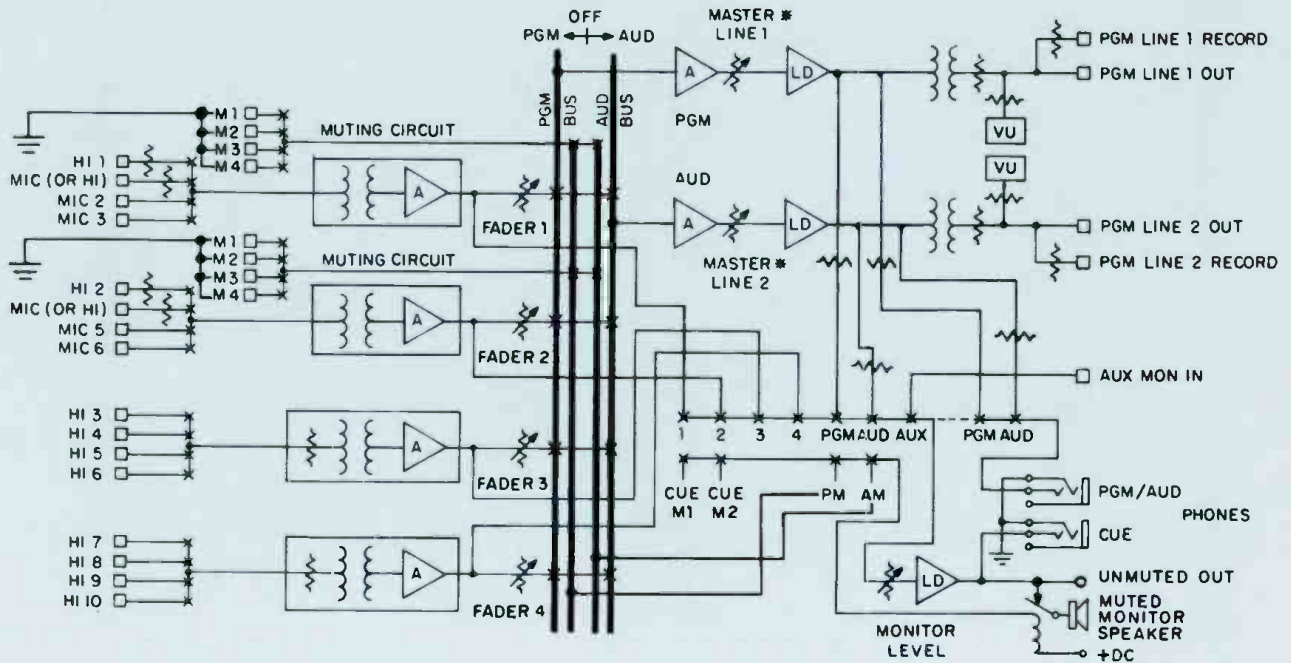 OFF
PGM AUD
MASTER *
LINE 1
A
LD
PGM
PGM LINE 1 RECORD
PGM LINE 1 OUT
VU
VU
PGM
BUS
AUD
BUS
M1
M2
M3
M4
MUTING CIRCUIT
HI 1
MIC (OR HI)
MIC 2
MIC 3
A
FADER 1
AUD
A
LD
MASTER *
LINE 2
PGM LINE 2 OUT
PGM LINE 2 RECORD
M1
M2
M3
M4
MUTING CIRCUIT
HI 2
MIC (OR HI)
MIC 5
MIC 6
A
FADER 2
AUX MON IN
HI 3
HI 4
HI 5
HI 6
A
FADER 3
1 2 3 4 PGM AUD AUX PGM AUD
CUE
M1
CUE
M2
PM AM
PGM/AUD
PHONES
CUE
HI 7
HI 8
HI 9
HI 10
A
FADER 4
LD
MONITOR
LEVEL
UNMUTED OUT
MUTED
MONITOR
SPEAKER
+DC